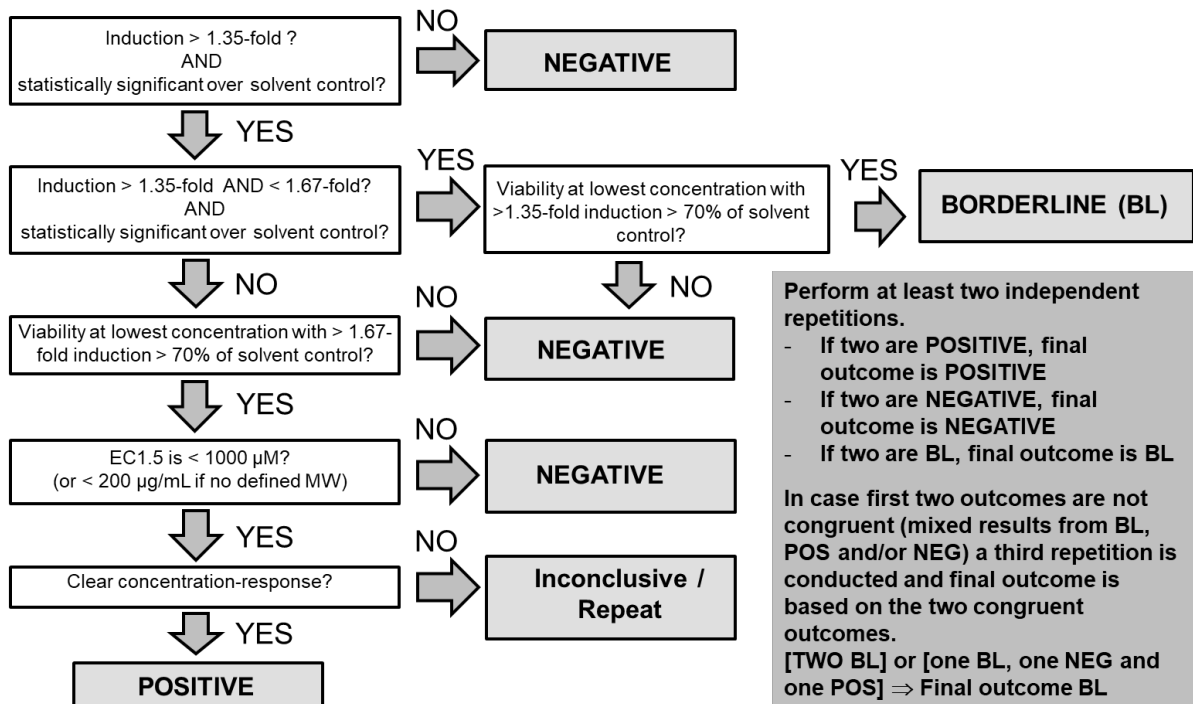 Induction > 1.35-fold ?
AND
statistically significant over solvent control?
NO
NEGATIVE
YES
Induction > 1.35-fold AND < 1.67-fold?
AND
statistically significant over solvent control?
YES
Viability at lowest concentration with
>1.35-fold induction > 70% of solvent
control?
YES
BORDERLINE (BL)
NO
NO
Viability at lowest concentration with > 1.67-
fold induction > 70% of solvent control?
NO
NEGATIVE
YES
EC1.5 is < 1000 µM?
(or < 200 µg/mL if no defined MW)
NO
NEGATIVE
YES
Clear concentration-response?
NO
Inconclusive /
Repeat
YES
POSITIVE
Perform at least two independent
repetitions.
- If two are POSITIVE, final
outcome is POSITIVE
- If two are NEGATIVE, final
outcome is NEGATIVE
- If two are BL, final outcome is BL
In case first two outcomes are not
congruent (mixed results from BL,
POS and/or NEG) a third repetition is
conducted and final outcome is
based on the two congruent
outcomes.
[TWO BL] or [one BL, one NEG and
one POS] ⇒ Final outcome BL